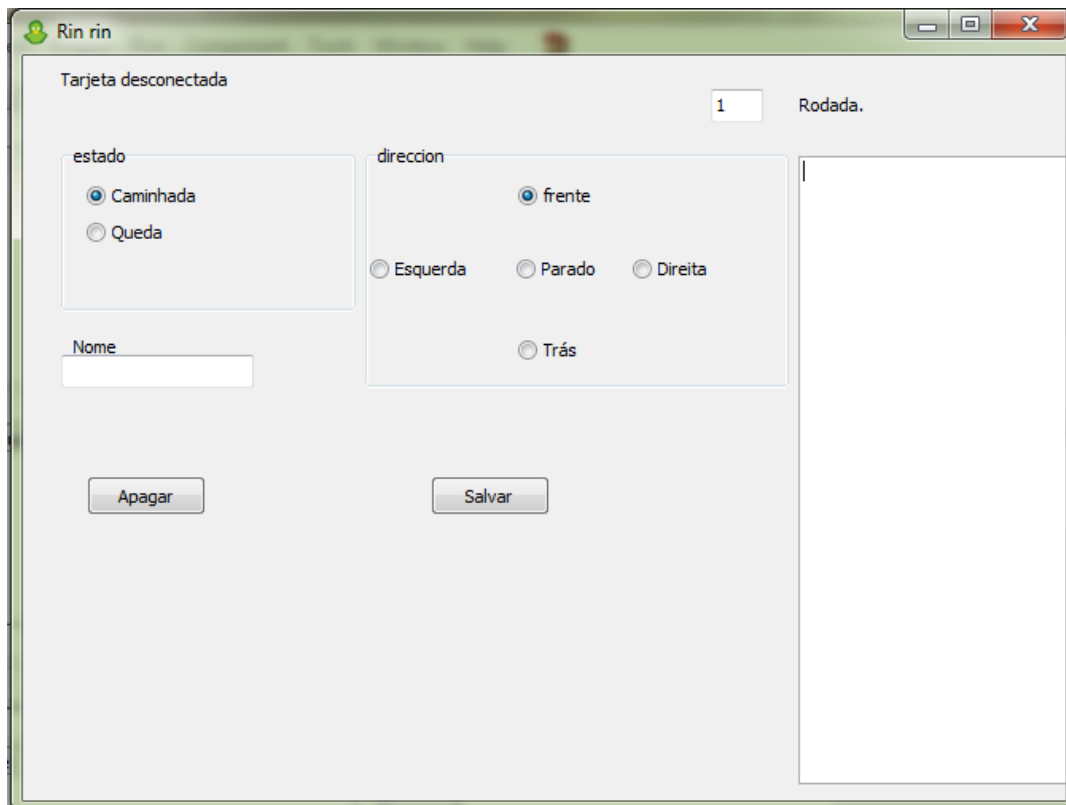 Rin rin
Tarjeta desconectada
1 Rodada.
estado
Caminhada
Queda
direccion
frente
Esquerda Parado Direita
Trás
Nome
Apagar Salvar